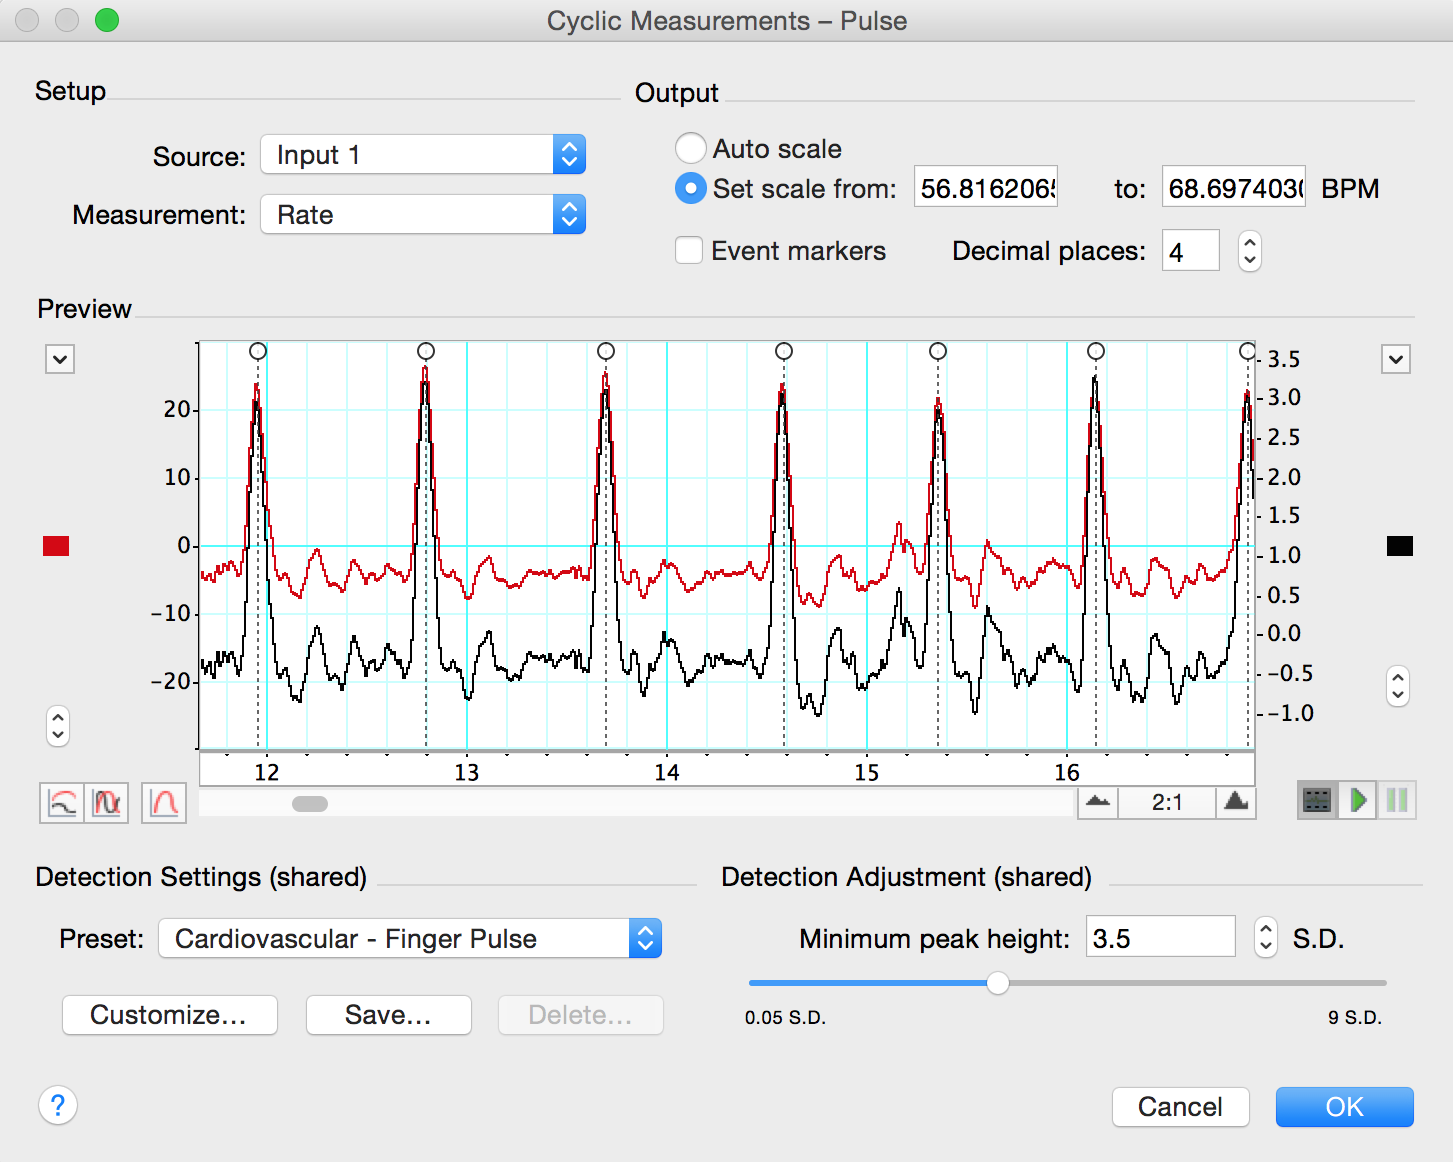 Cyclic Measurements – Pulse
Setup
Source: Input 1
Measurement: Rate
Output
Auto scale
Set scale from: 56.8162065 to: 68.6974030 BPM
Event markers Decimal places: 4
Preview
20
10
0
−10
−20
3.5
3.0
2.5
2.0
1.5
1.0
0.5
0.0
−0.5
−1.0
12 13 14 15 16
2:1
Detection Settings (shared)
Preset: Cardiovascular - Finger Pulse
Customize... Save... Delete...
Detection Adjustment (shared)
Minimum peak height: 3.5 S.D.
0.05 S.D. 9 S.D.
? Cancel OK